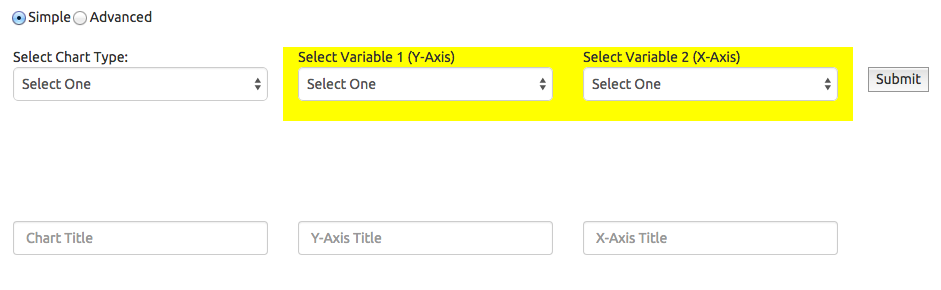 Simple Advanced
Select Chart Type: Select Variable 1 (Y-Axis) Select Variable 2 (X-Axis)
Select One Select One Select One Submit
Chart Title Y-Axis Title X-Axis Title